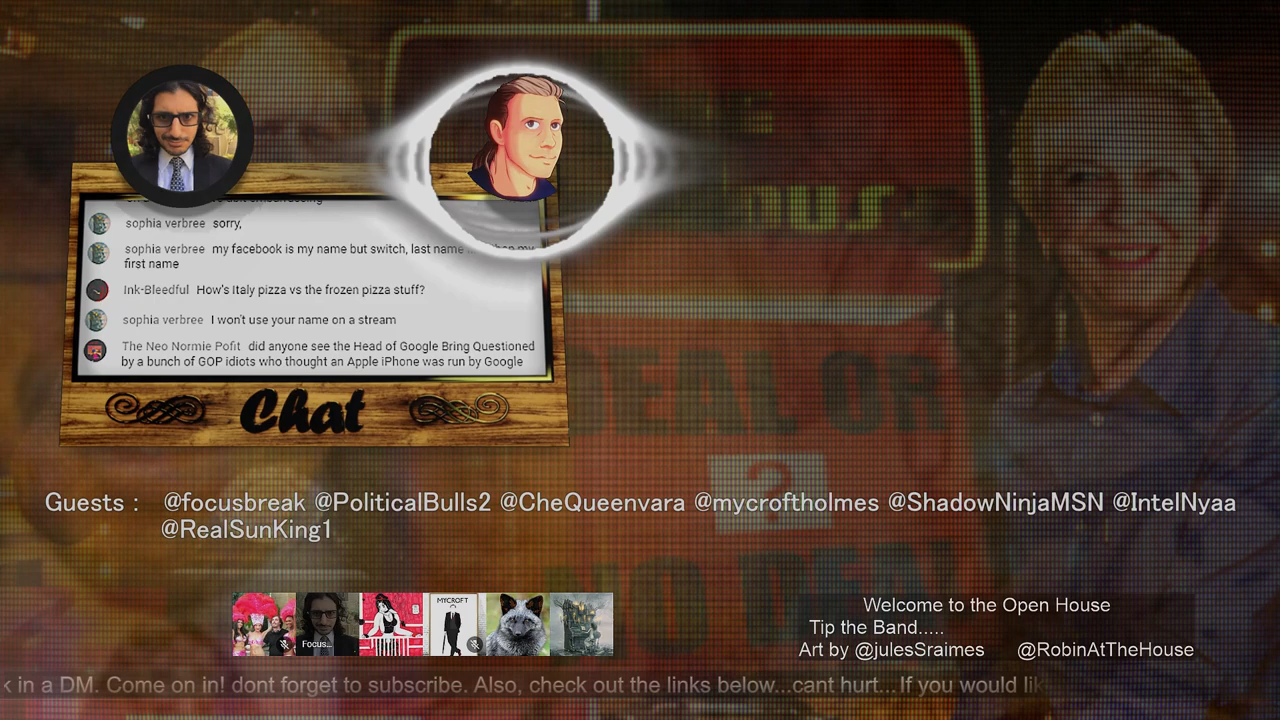 sophia verbree sorry,
sophia verbree my facebook is my name but switch, last name
first name
Ink-Bleedful How's Italy pizza vs the frozen pizza stuff?
sophia verbree I won't use your name on a stream
The Neo Normie Pofit did anyone see the Head of Google Bring Questioned
by a bunch of GOP idiots who thought an Apple iPhone was run by Google
Chat
DEAL OR
?
NO DEAL
Guests : @focusbreak @PoliticalBulls2 @CheQueenvara @mycroftholmes @ShadowNinjaMSN @IntelNyaa
@RealSunKing1
Focus...
MYCROFT
Welcome to the Open House
Tip the Band.....
Art by @julesSraimes @RobinAtTheHouse
in a DM. Come on in! dont forget to subscribe. Also, check out the links below...cant hurt... If you would